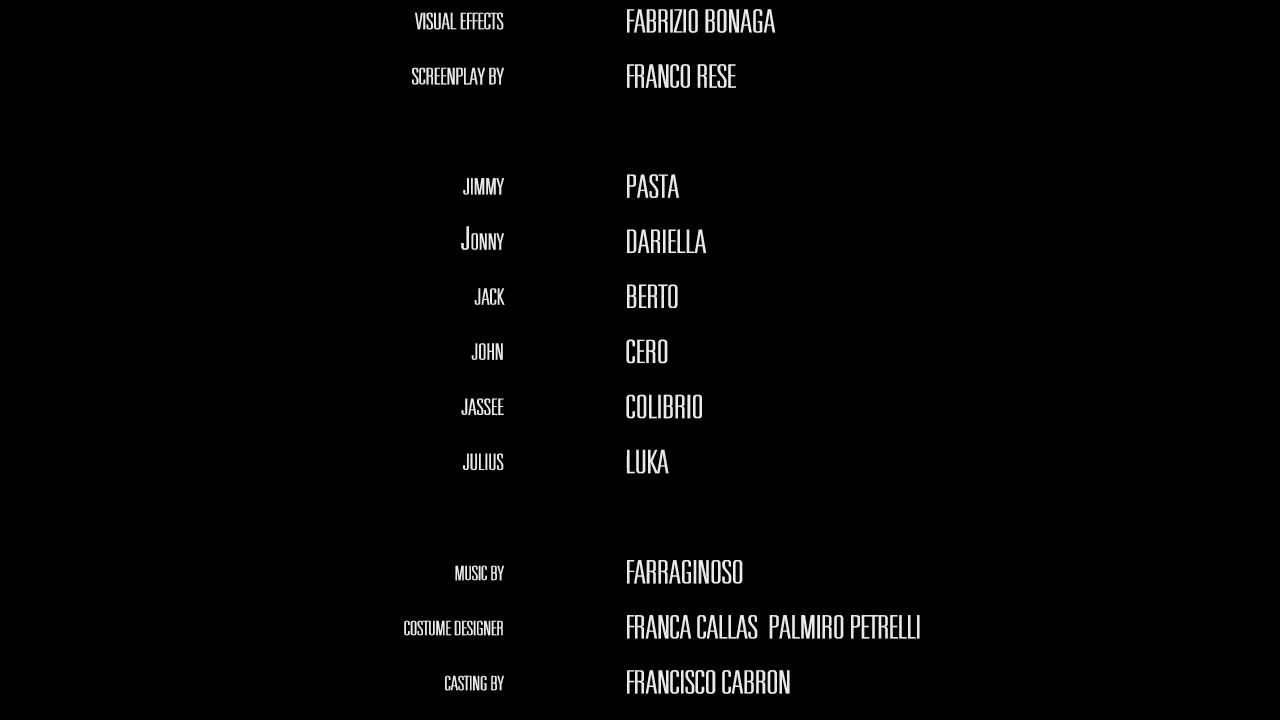 VISUAL EFFECTS FABRIZIO BONAGA
SCREENPLAY BY FRANCO RESE
JIMMY PASTA
JONNY DARIELLA
JACK BERTO
JOHN CERO
JASSEE COLIBRIO
JULIUS LUKA
MUSIC BY FARRAGINOSO
COSTUME DESIGNER FRANCA CALLAS PALMIRO PETRELLI
CASTING BY FRANCISCO CABRON